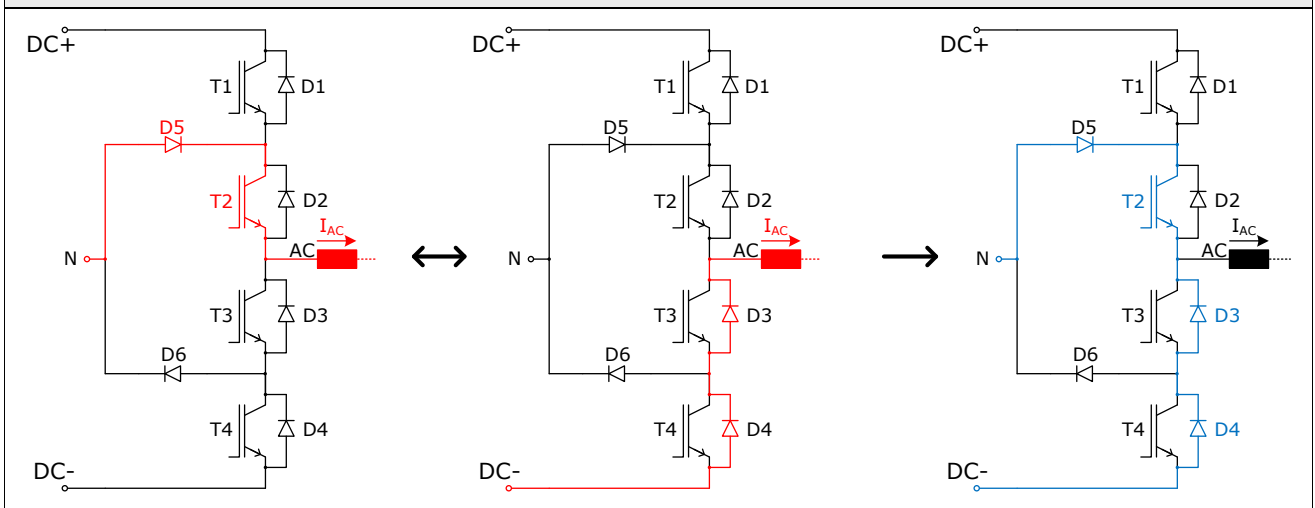 DC+
T1
D1
D5
T2
D2
I_AC
AC
N
T3
D3
D6
T4
D4
DC-
DC+
T1
D1
D5
T2
D2
I_AC
AC
N
T3
D3
D6
T4
D4
DC-
DC+
T1
D1
D5
T2
D2
I_AC
AC
N
T3
D3
D6
T4
D4
DC-